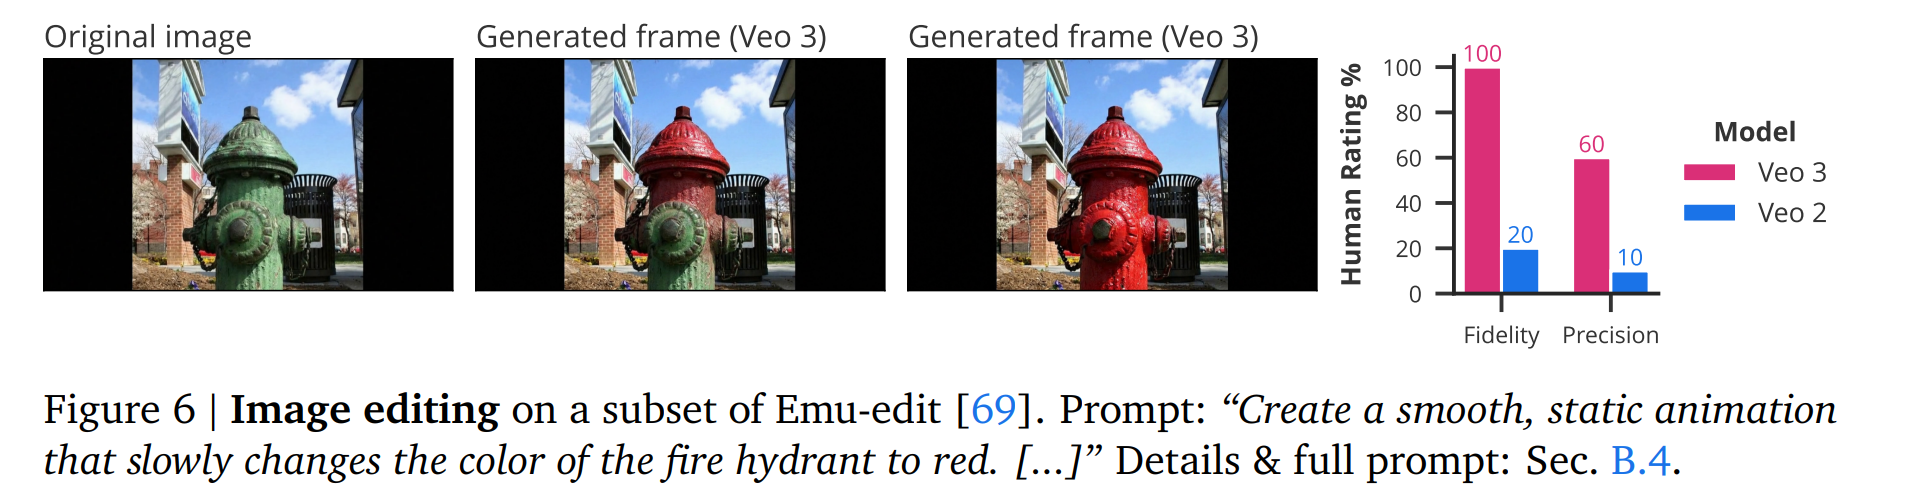 Original image
Generated frame (Veo 3)
Generated frame (Veo 3)
Human Rating %
100
80
60
40
20
0
100
20
60
10
Fidelity
Precision
Model
Veo 3
Veo 2
Figure 6 | Image editing on a subset of Emu-edit [69]. Prompt: “Create a smooth, static animation
that slowly changes the color of the fire hydrant to red. [...]” Details & full prompt: Sec. B.4.